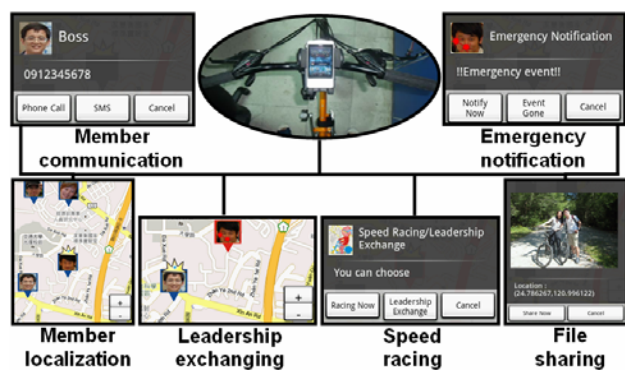 Boss
0912345678
Phone Call
SMS
Cancel
Member
communication
Emergency Notification
!!Emergency event!!
Notify
Now
Event
Gone
Cancel
Emergency
notification
Member
localization
Leadership
exchanging
Speed Racing/Leadership
Exchange
You can choose
Racing Now
Leadership
Exchange
Cancel
Speed
racing
Location :
(24.786267,120.996122)
Share Now
Cancel
File
sharing